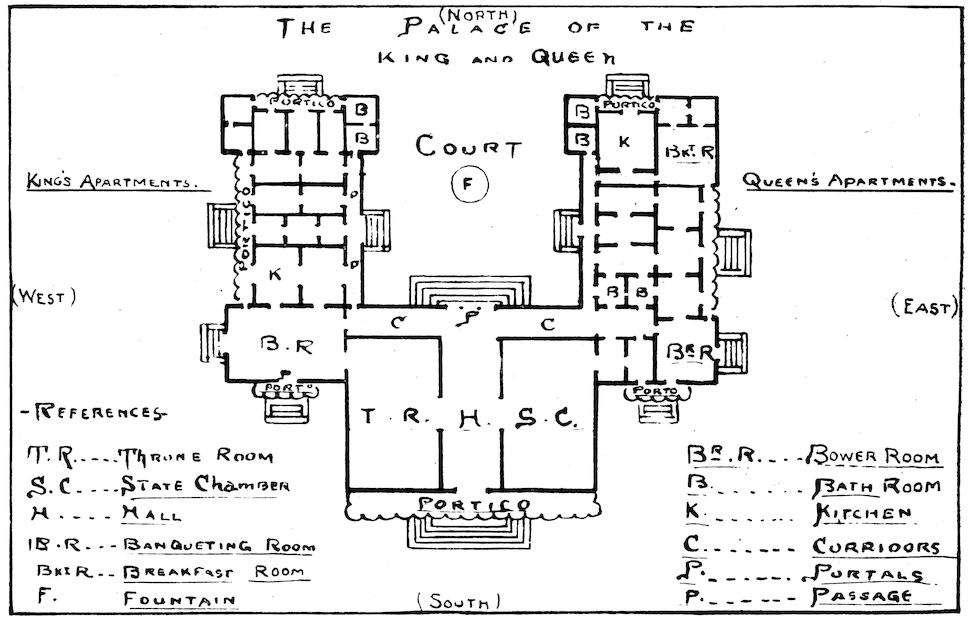 (NORTH)
THE PALACE OF THE
KING AND QUEEN
PORTICO
PORTICO
B
B
B
B
K
BKT. R
COURT
F
KING'S APARTMENTS.
QUEEN'S APARTMENTS.
PORTICO
P
P
K
B
B
(WEST)
(EAST)
C
P
C
B.R
BR R
PORTO
PORTO
T.R.
H.
S.C.
PORTICO
-REFERENCES-
T.R.....THRONE ROOM
S.C ....STATE CHAMBER
H ..... HALL
B.R... BANQUETING ROOM
BKT R... BREAKFAST ROOM
F. FOUNTAIN
BR.R.... BOWER ROOM
B....... BATH ROOM
K....... KITCHEN
C....... CORRIDORS
P....... PORTALS
P....... PASSAGE
(SOUTH)